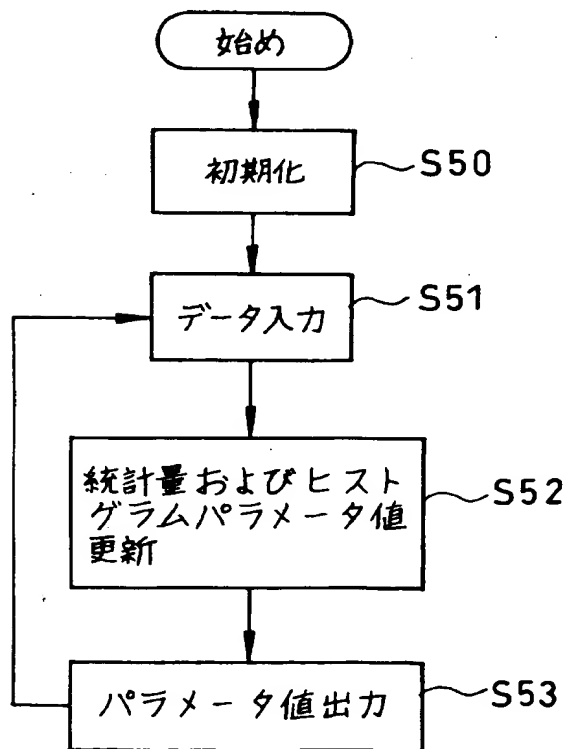 始め
初期化
S50
データ入力
S51
統計量およびヒスト
グラムパラメータ値
更新
S52
パラメータ値出力
S53